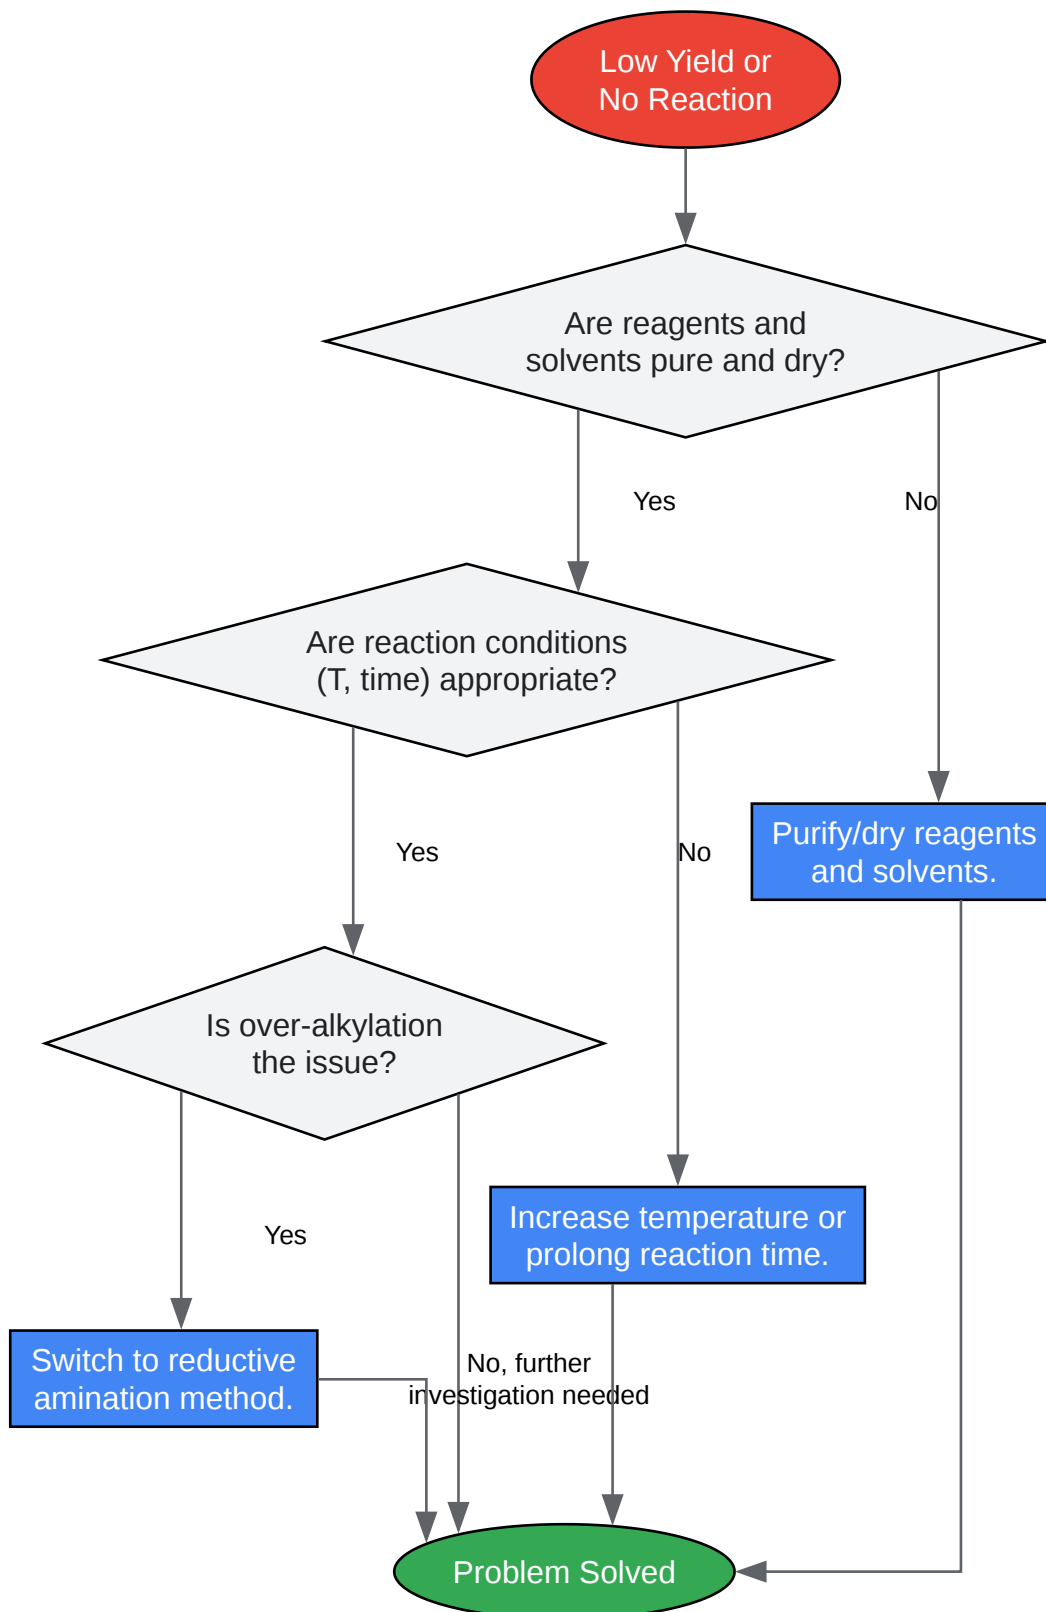 Low Yield or
No Reaction
Are reagents and
solvents pure and dry?
Yes
No
Are reaction conditions
(T, time) appropriate?
Purify/dry reagents
and solvents.
Yes
No
Is over-alkylation
the issue?
Yes
Increase temperature or
prolong reaction time.
Switch to reductive
amination method.
No, further
investigation needed
Problem Solved